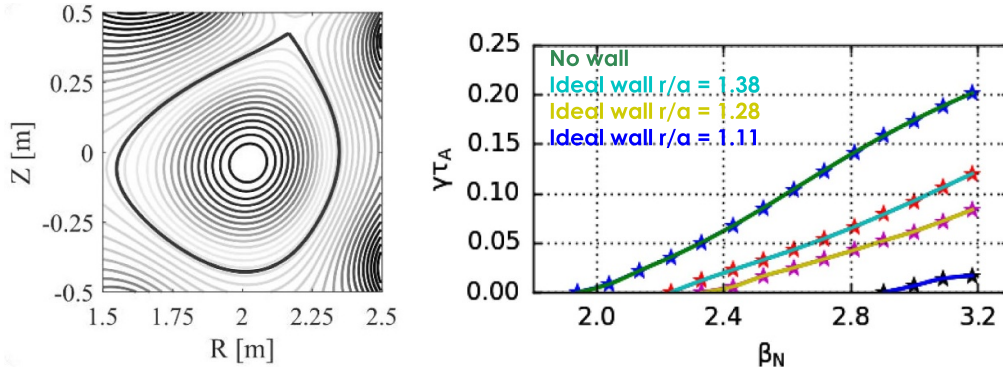 0.5
0.25
0
-0.25
-0.5
Z [m]
1.5
1.75
2
2.25
2.5
R [m]
0.25
0.20
0.15
0.10
0.05
0.00
γτA
No wall
Ideal wall r/a = 1.38
Ideal wall r/a = 1.28
Ideal wall r/a = 1.11
2.0
2.4
2.8
3.2
βN